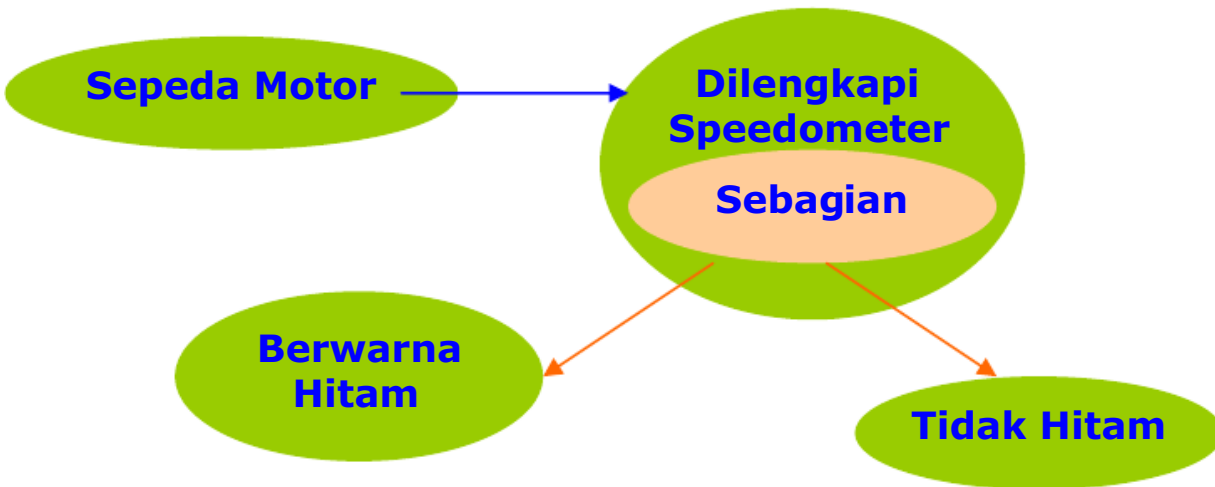 Sepeda Motor
Dilengkapi
Speedometer
Sebagian
Berwarna
Hitam
Tidak Hitam